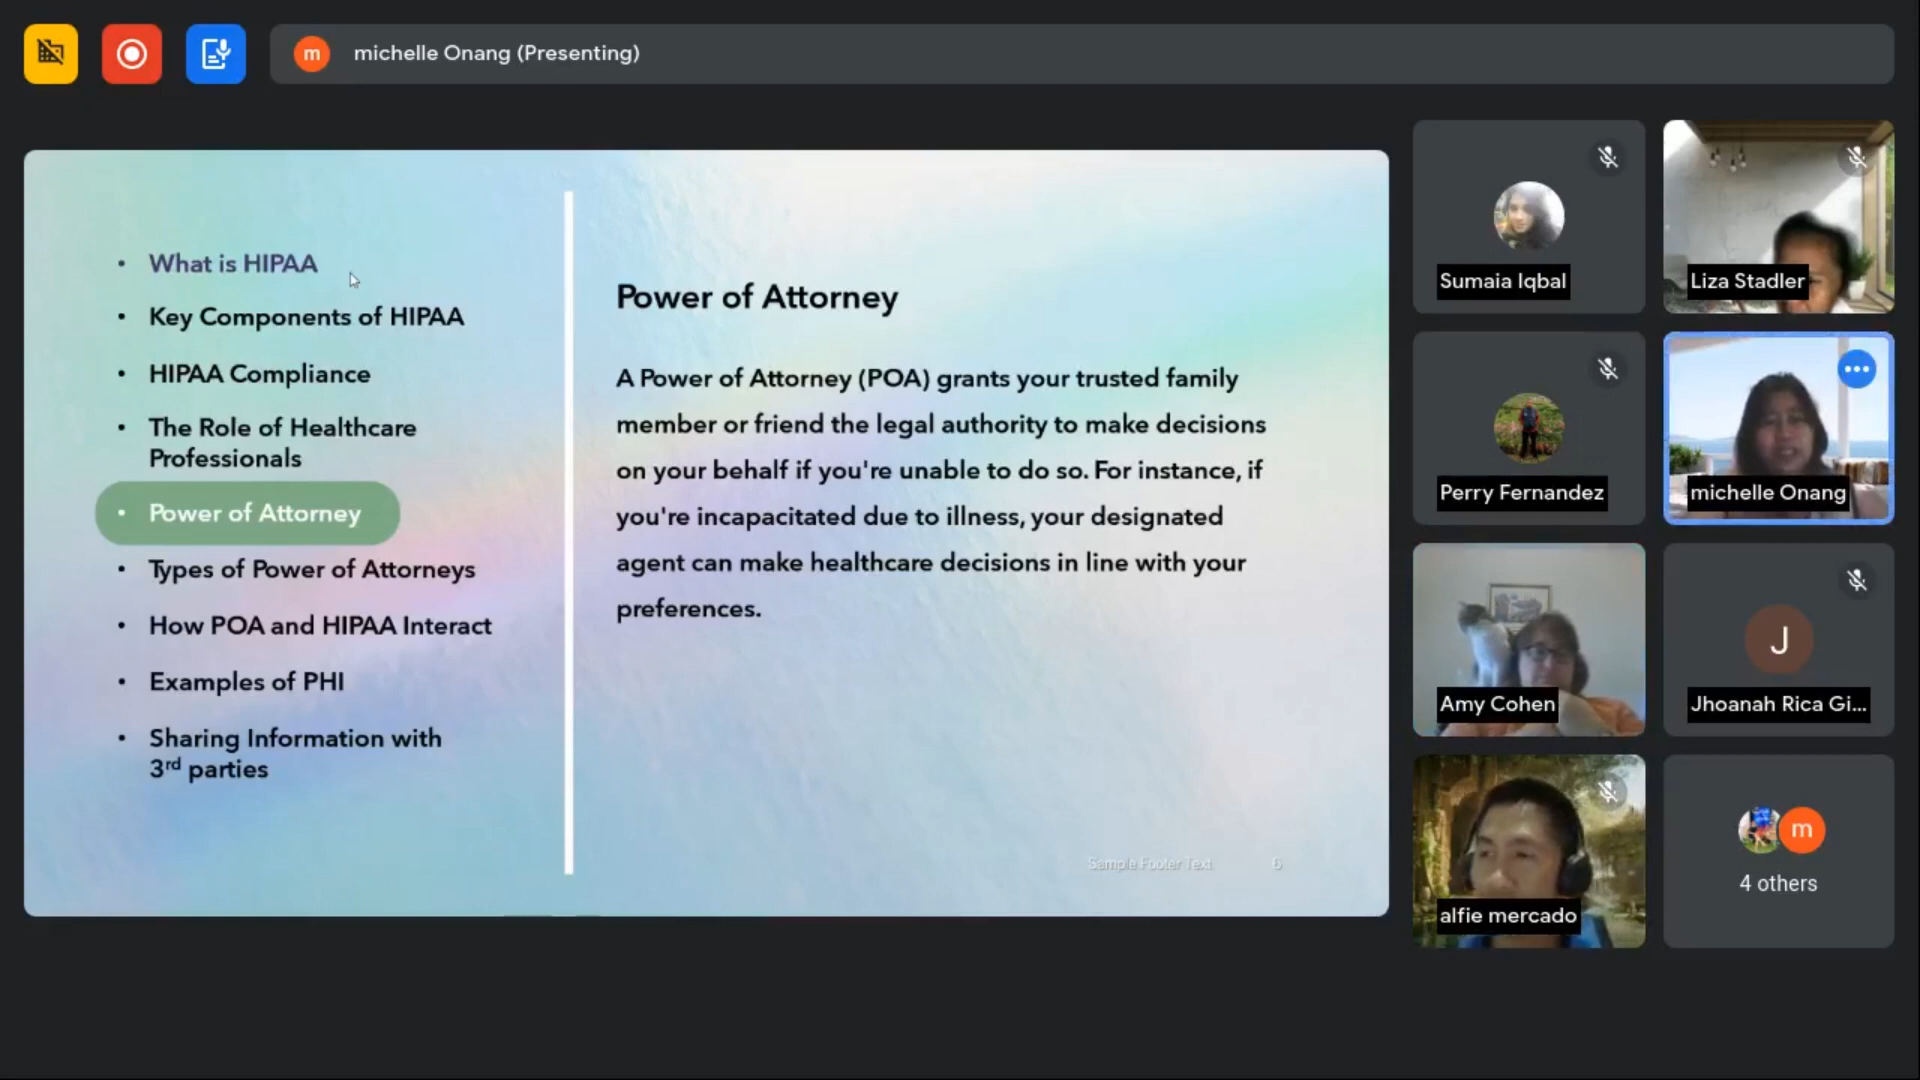 m michelle Onang (Presenting)
• What is HIPAA
• Key Components of HIPAA
• HIPAA Compliance
• The Role of Healthcare
Professionals
• Power of Attorney
• Types of Power of Attorneys
• How POA and HIPAA Interact
• Examples of PHI
• Sharing Information with
3rd parties
Power of Attorney
A Power of Attorney (POA) grants your trusted family
member or friend the legal authority to make decisions
on your behalf if you're unable to do so. For instance, if
you're incapacitated due to illness, your designated
agent can make healthcare decisions in line with your
preferences.
Sample Footer Text 6
Sumaia Iqbal
Liza Stadler
Perry Fernandez
michelle Onang
Amy Cohen
J
Jhoanah Rica Gi...
alfie mercado
m
4 others